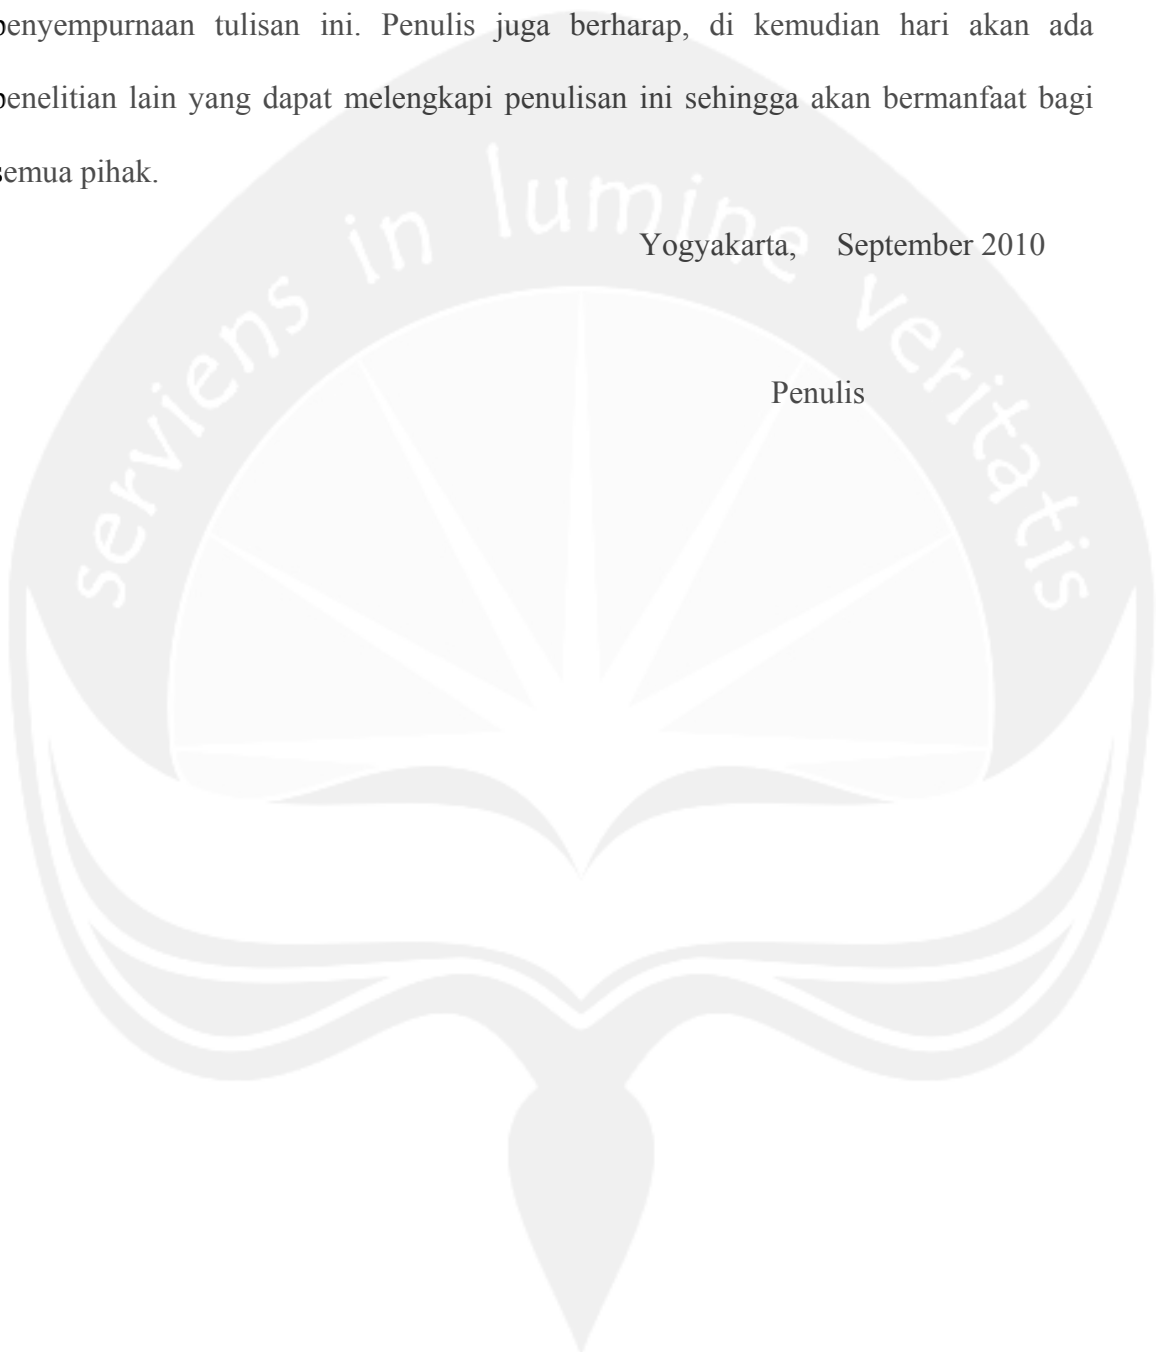 penyempurnaan tulisan ini. Penulis juga berharap, di kemudian hari akan ada
penelitian lain yang dapat melengkapi penulisan ini sehingga akan bermanfaat bagi
semua pihak.
serviens in lumine veritatis
Yogyakarta, September 2010
Penulis